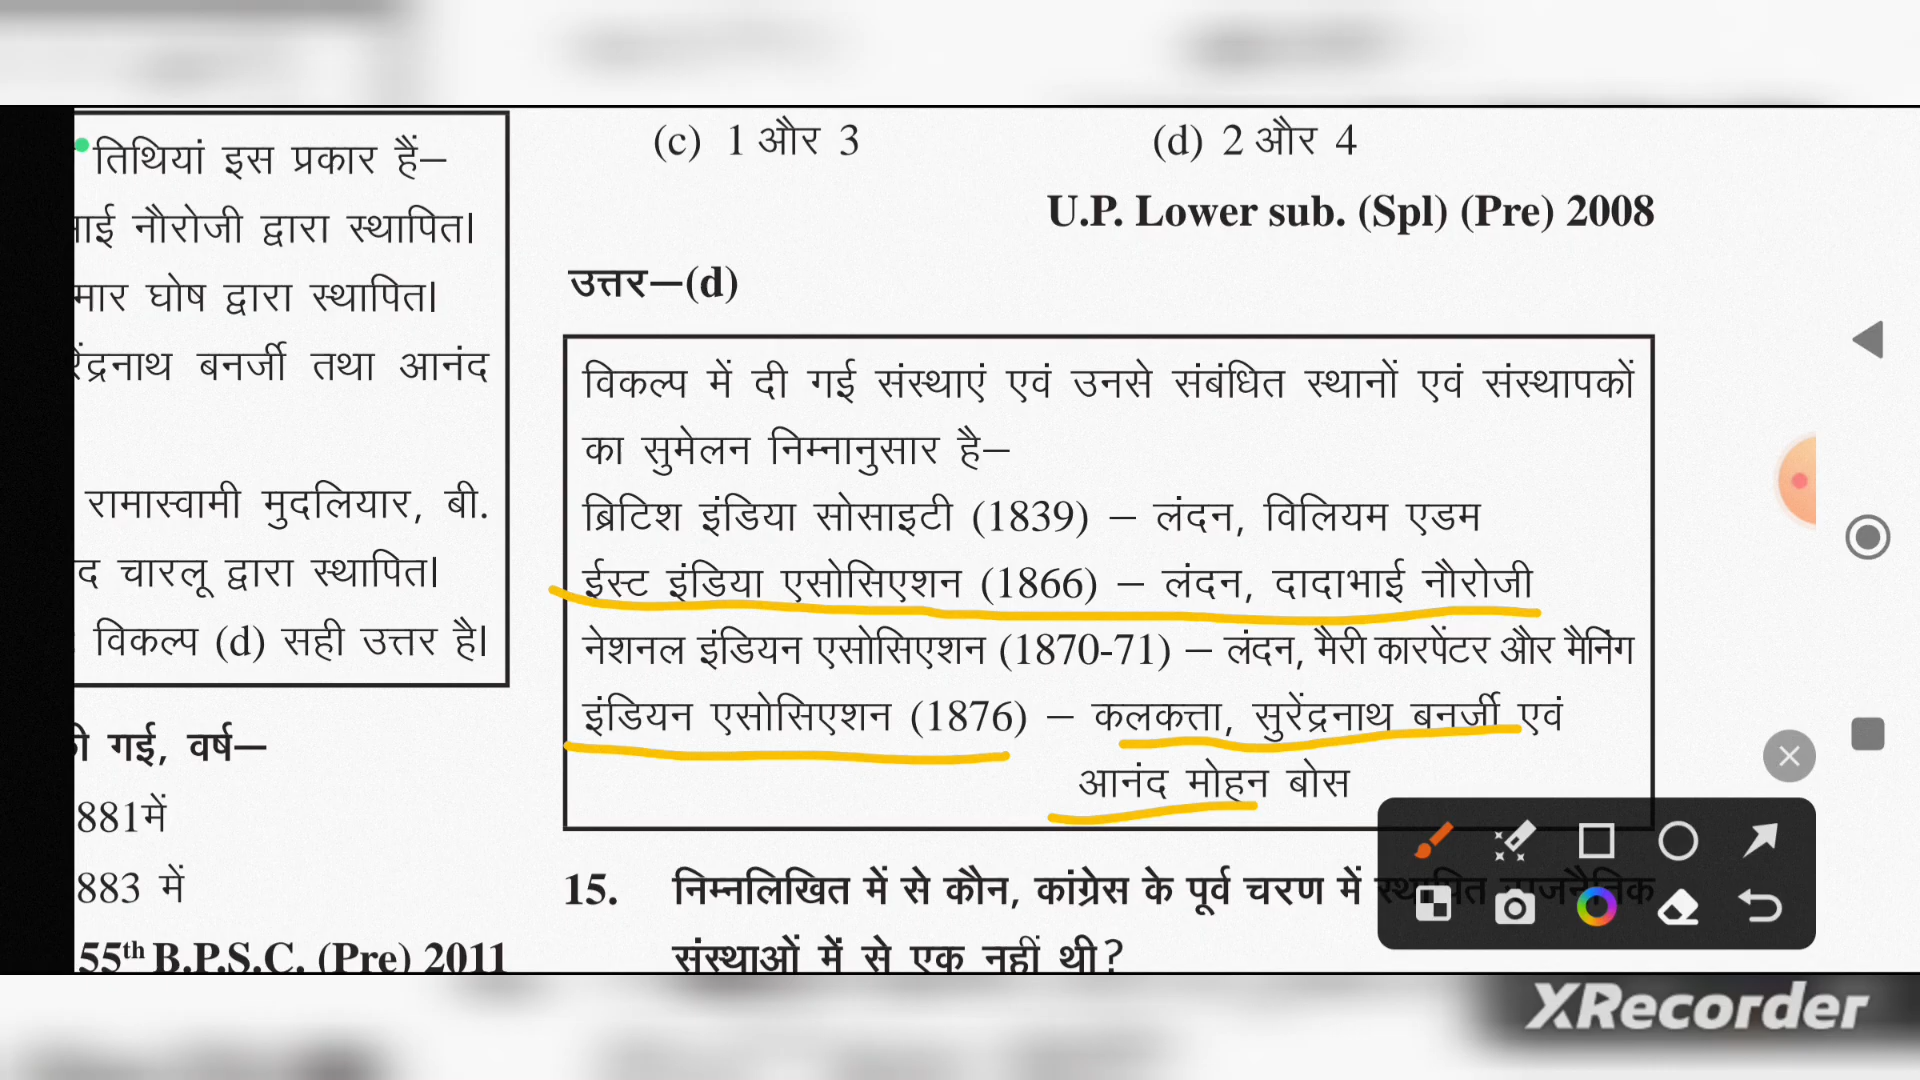 तिथियां इस प्रकार हैं–
नौरोजी द्वारा स्थापित।
घोष द्वारा स्थापित।
बनर्जी तथा आनंद
रामास्वामी मुदलियार, बी.
चारलू द्वारा स्थापित।
विकल्प (d) सही उत्तर है।
गई, वर्ष–
881में
883 में
55th B.P.S.C. (Pre) 2011
(c) 1 और 3 (d) 2 और 4
U.P. Lower sub. (Spl) (Pre) 2008
उत्तर–(d)
विकल्प में दी गई संस्थाएं एवं उनसे संबंधित स्थानों एवं संस्थापकों
का सुमेलन निम्नानुसार है–
ब्रिटिश इंडिया सोसाइटी (1839) – लंदन, विलियम एडम
ईस्ट इंडिया एसोसिएशन (1866) – लंदन, दादाभाई नौरोजी
नेशनल इंडियन एसोसिएशन (1870-71) – लंदन, मैरी कारपेंटर और मैनिंग
इंडियन एसोसिएशन (1876) – कलकत्ता, सुरेंद्रनाथ बनर्जी एवं
आनंद मोहन बोस
15. निम्नलिखित में से कौन, कांग्रेस के पूर्व चरण में स्थापित राजनैतिक
संस्थाओं में से एक नहीं थी?
XRecorder